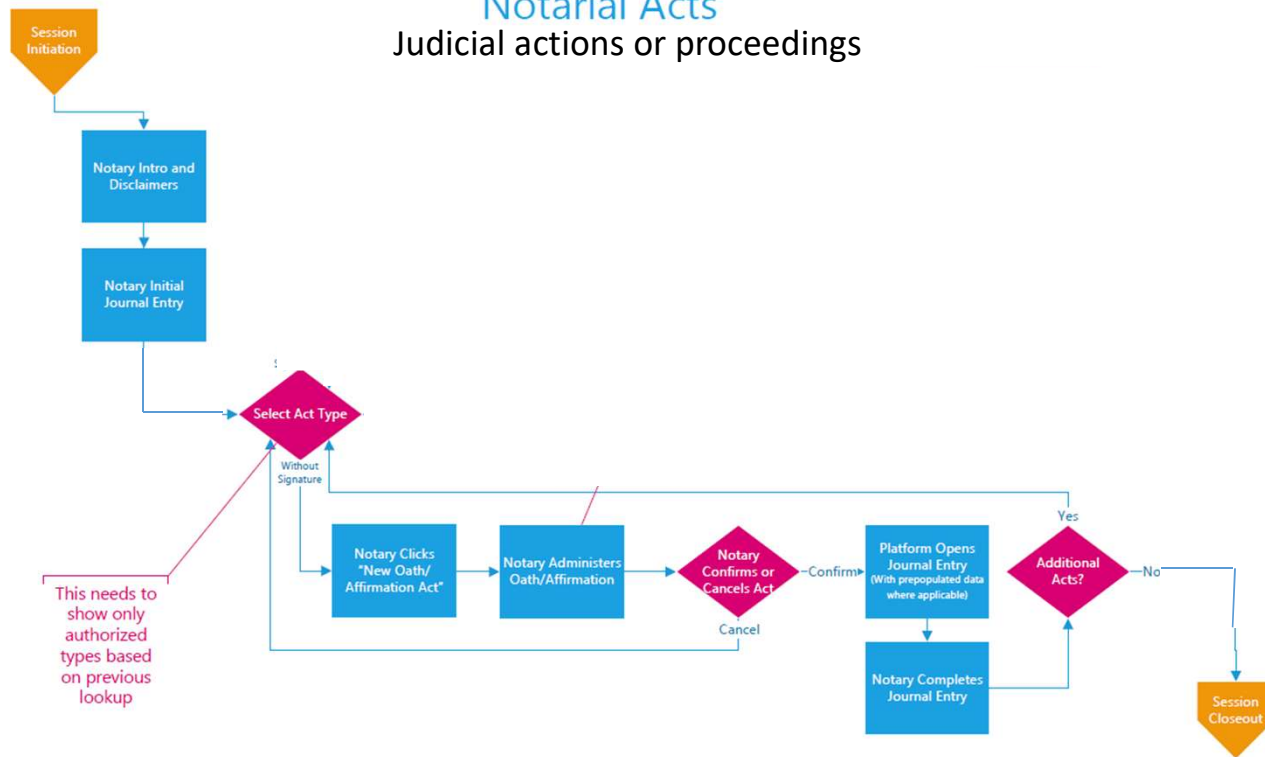 Notarial Acts
Judicial actions or proceedings
Session
Initiation
Notary Intro and
Disclaimers
Notary Initial
Journal Entry
Select Act Type
Without
Signature
Notary Clicks
"New Oath/
Affirmation Act"
Notary Administers
Oath/Affirmation
Notary
Confirms or
Cancels Act
Confirm
Cancel
Platform Opens
Journal Entry
(With prepopulated data
where applicable)
Notary Completes
Journal Entry
Additional
Acts?
Yes
No
Session
Closeout
This needs to
show only
authorized
types based
on previous
lookup